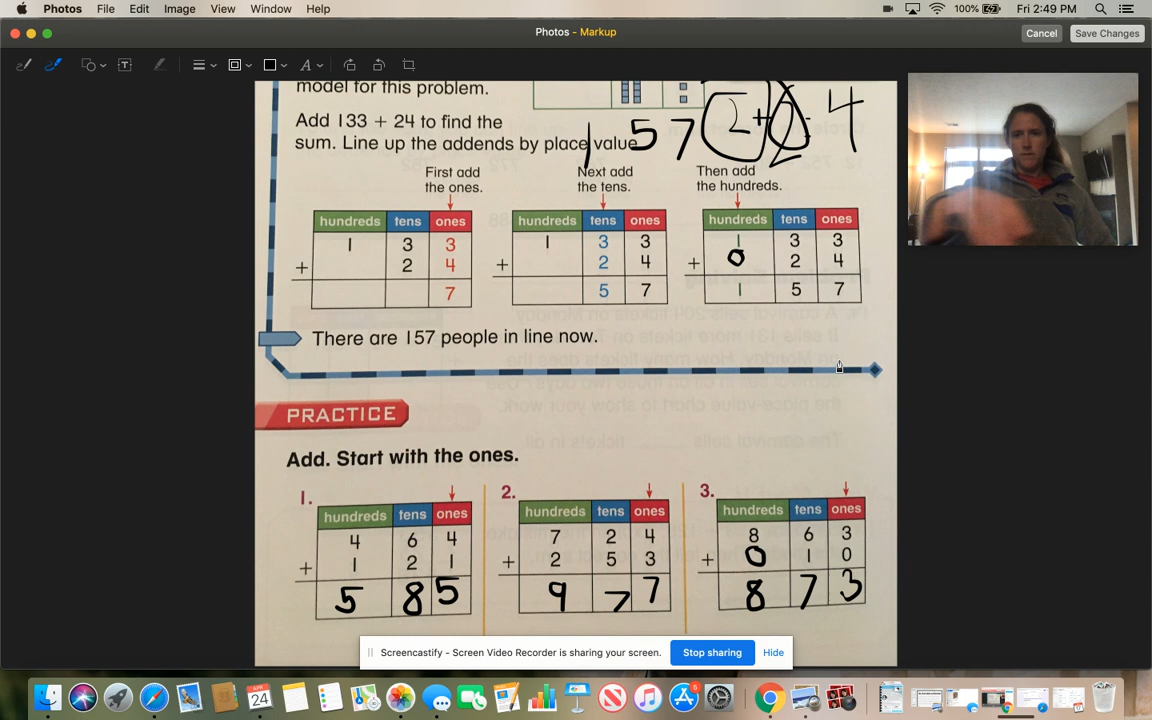 Photos File Edit Image View Window Help 100% Fri 2:49 PM
Photos - Markup Cancel Save Changes
model for this problem.
Add 133 + 24 to find the
sum. Line up the addends by place value
157 2 + 2 = 4
First add the ones.
hundreds tens ones
1 3 3
+ 2 4
7
Next add the tens.
hundreds tens ones
1 3 3
+ 2 4
5 7
Then add the hundreds.
hundreds tens ones
1 3 3
+ 0 2 4
1 5 7
There are 157 people in line now.
PRACTICE
Add. Start with the ones.
1.
hundreds tens ones
4 6 4
+ 1 2 1
5 8 5
2.
hundreds tens ones
7 2 4
+ 2 5 3
9 7 7
3.
hundreds tens ones
8 6 3
+ 0 1 0
8 7 3
Screencastify - Screen Video Recorder is sharing your screen. Stop sharing Hide
APR
24